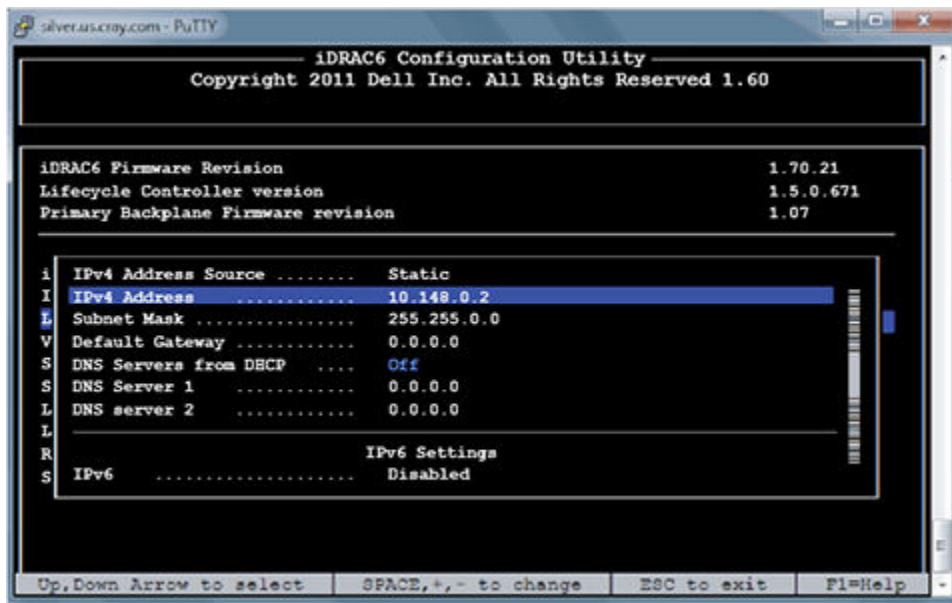 silver.us.cray.com - PuTTY
iDRAC6 Configuration Utility
Copyright 2011 Dell Inc. All Rights Reserved 1.60
iDRAC6 Firmware Revision 1.70.21
Lifecycle Controller version 1.5.0.671
Primary Backplane Firmware revision 1.07
i IPv4 Address Source ........ Static
I IPv4 Address ............ 10.148.0.2
L Subnet Mask ................ 255.255.0.0
V Default Gateway ............ 0.0.0.0
S DNS Servers from DHCP .... Off
S DNS Server 1 ............ 0.0.0.0
L DNS server 2 ............ 0.0.0.0
L
R IPv6 Settings
S IPv6 .................... Disabled
Up,Down Arrow to select SPACE,+,- to change ESC to exit F1=Help